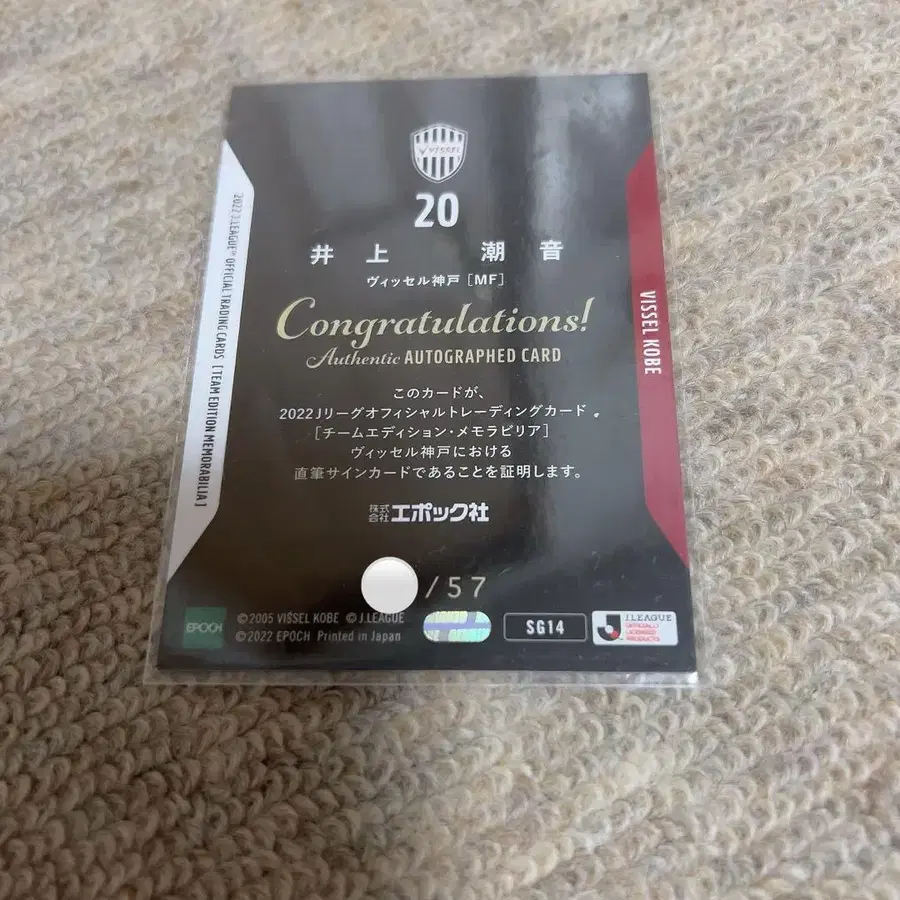 VISSEL
20
井上 潮音
ヴィッセル神戸 [MF]
Congratulations!
Authentic AUTOGRAPHED CARD
このカードが、
2022Jリーグオフィシャルトレーディングカード
[チームエディション・メモラビリア]
ヴィッセル神戸における
直筆サインカードであることを証明します。
株式会社エポック社
/57
EPOCH
©2005 VISSEL KOBE ©J.LEAGUE
©2022 EPOCH Printed in Japan
SG14
J.LEAGUE
OFFICIALLY
LICENSED
PRODUCTS
2022 J.LEAGUE™ OFFICIAL TRADING CARDS [TEAM EDITION MEMORABILIA]
VISSEL KOBE